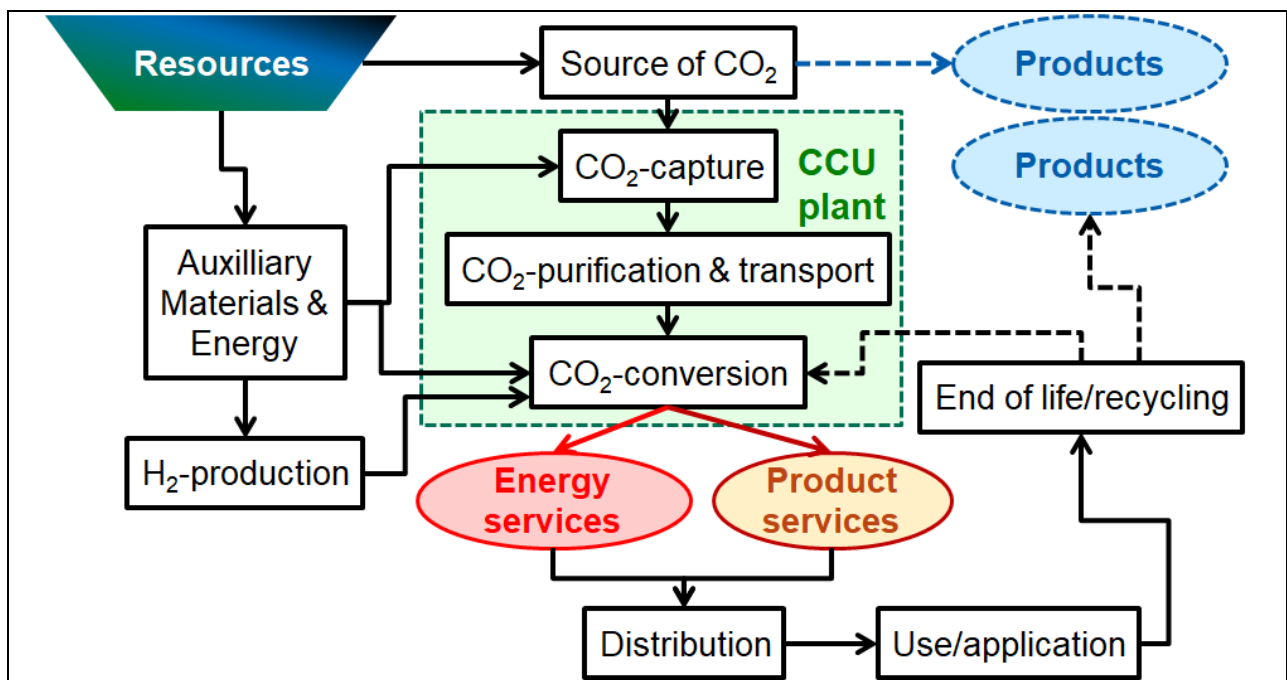 Resources
Source of CO₂
Products
Products
CO₂-capture
CCU
plant
Auxilliary
Materials &
Energy
CO₂-purification & transport
CO₂-conversion
End of life/recycling
H₂-production
Energy
services
Product
services
Distribution
Use/application